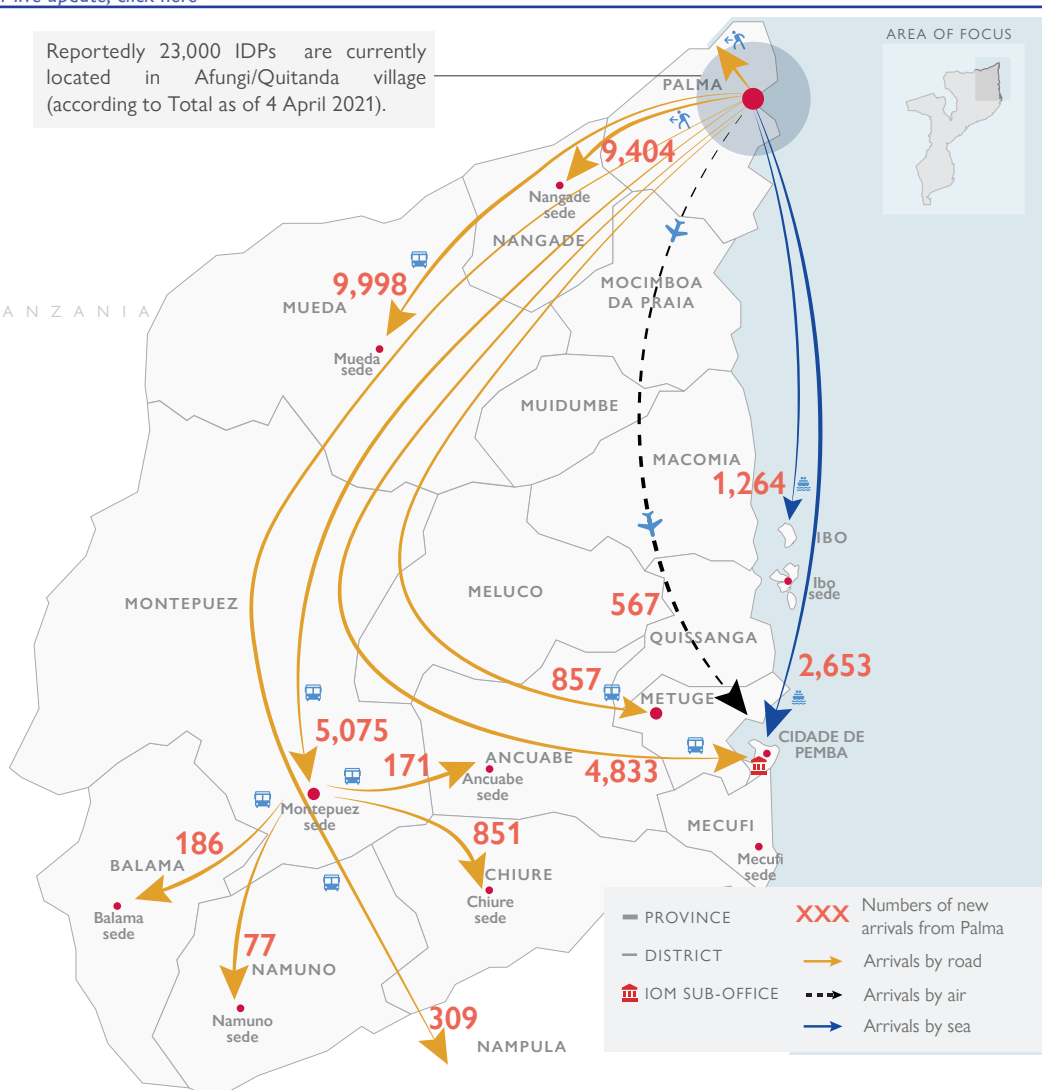 AREA OF FOCUS
Reportedly 23,000 IDPs are currently
located in Afungi/Quitanda village
(according to Total as of 4 April 2021).
PALMA
9,404
Nangade
sede
NANGADE
9,998
MUEDA
MOCIMBOA
DA PRAIA
ANZANIA
Mueda
sede
MUIDUMBE
MACOMIA
1,264
IBO
Ibo
sede
MONTEPUEZ
MELUCO
567
QUISSANGA
2,653
857
METUGE
5,075
CIDADE DE
PEMBA
171
ANCUABE
Ancuabe
sede
4,833
Montepuez
sede
186
BALAMA
851
MECUFI
Mecufi
sede
CHIURE
Chiure
sede
Balama
sede
77
NAMUNO
Namuno
sede
309
NAMPULA
PROVINCE
DISTRICT
IOM SUB-OFFICE
XXX Numbers of new
arrivals from Palma
Arrivals by road
Arrivals by air
Arrivals by sea